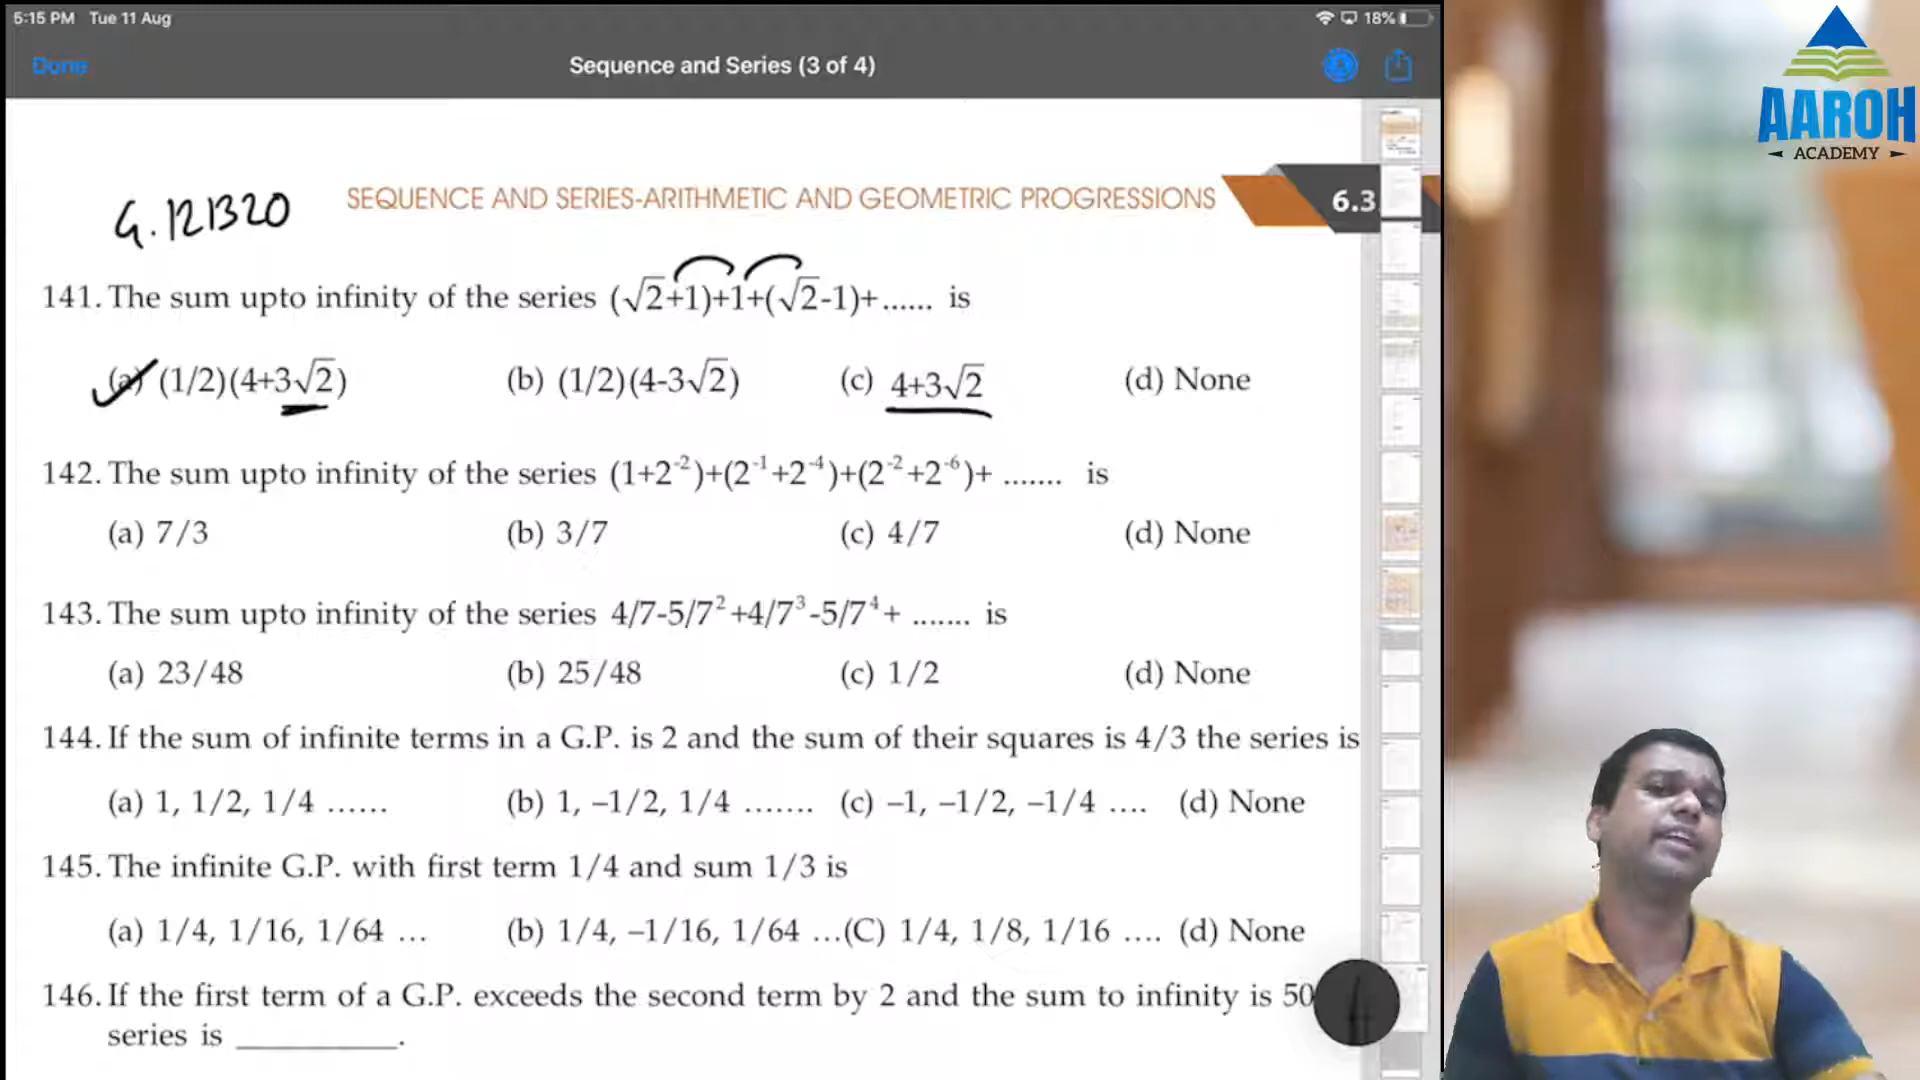 5:15 PM Tue 11 Aug
18%
Done
Sequence and Series (3 of 4)
AAROH
ACADEMY
G.121320
SEQUENCE AND SERIES-ARITHMETIC AND GEOMETRIC PROGRESSIONS
6.3
141. The sum upto infinity of the series (√2+1)+1+(√2-1)+...... is
(a) (1/2)(4+3√2) (b) (1/2)(4-3√2) (c) 4+3√2 (d) None
142. The sum upto infinity of the series (1+2⁻²)+(2⁻¹+2⁻⁴)+(2⁻²+2⁻⁶)+ ....... is
(a) 7/3 (b) 3/7 (c) 4/7 (d) None
143. The sum upto infinity of the series 4/7-5/7²+4/7³-5/7⁴+ ....... is
(a) 23/48 (b) 25/48 (c) 1/2 (d) None
144. If the sum of infinite terms in a G.P. is 2 and the sum of their squares is 4/3 the series is
(a) 1, 1/2, 1/4 ...... (b) 1, –1/2, 1/4 ....... (c) –1, –1/2, –1/4 .... (d) None
145. The infinite G.P. with first term 1/4 and sum 1/3 is
(a) 1/4, 1/16, 1/64 ... (b) 1/4, –1/16, 1/64 ...(C) 1/4, 1/8, 1/16 .... (d) None
146. If the first term of a G.P. exceeds the second term by 2 and the sum to infinity is 50
series is __________.